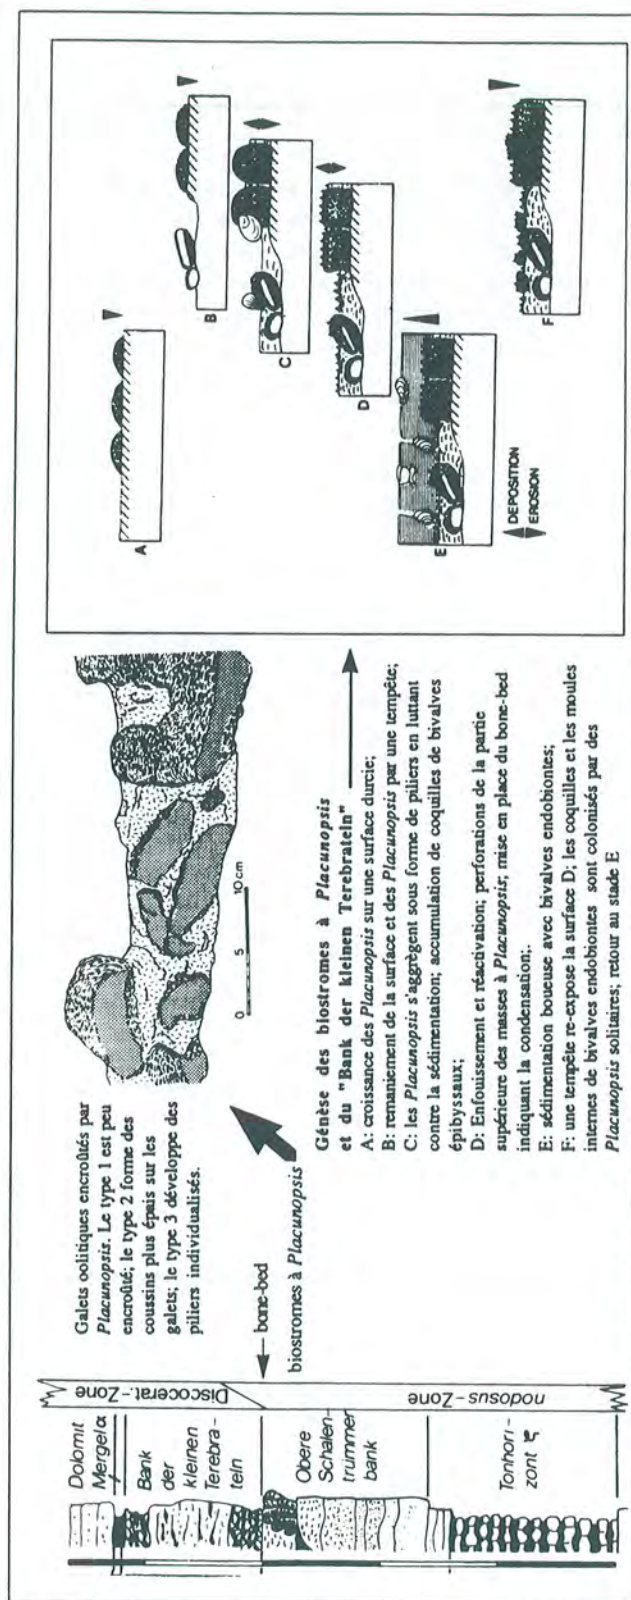 Dolomit
Mergel α
Bank
der
kleinen
Terebra-
teln
Obere
Schalen-
trümmer
bank
Tonhori-
zont ξ
Discocerat.-Zone
nodosus-Zone
Galets oolitiques encroûtés par
Placunopsis. Le type 1 est peu
encroûté; le type 2 forme des
coussins plus épais sur les
galets; le type 3 développe des
piliers individualisés.
bone-bed
biostromes à Placunopsis
0 5 10 cm
Génèse des biostromes à Placunopsis
et du "Bank der kleinen Terebrateln"
A: croissance des Placunopsis sur une surface durcie;
B: remaniement de la surface et des Placunopsis par une tempête;
C: les Placunopsis s'aggrègent sous forme de piliers en luttant
contre la sédimentation; accumulation de coquilles de bivalves
épibyssaux;
D: Enfouissement et réactivation; perforations de la partie
supérieure des masses à Placunopsis; mise en place du bone-bed
indiquant la condensation;.
E: sédimentation boueuse avec bivalves endobiontes;
F: une tempête re-expose la surface D; les coquilles et les moules
internes de bivalves endobiontes sont colonisés par des
Placunopsis solitaires; retour au stade E
A
B
C
D
E
F
DEPOSITION
EROSION